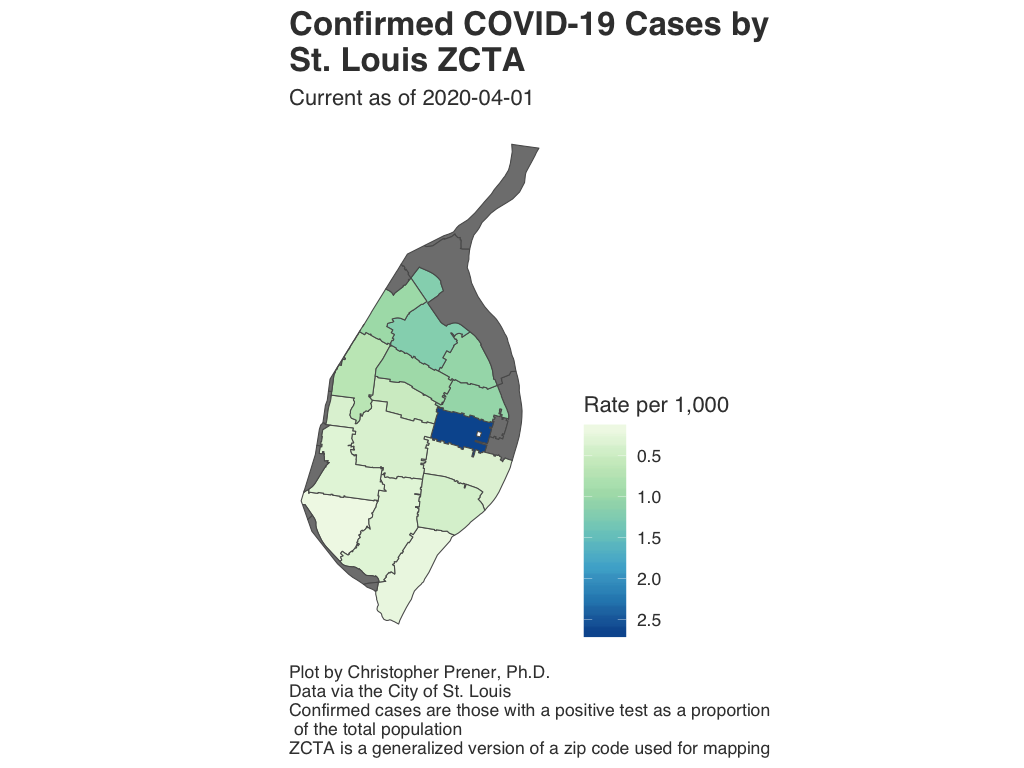 Confirmed COVID-19 Cases by
St. Louis ZCTA
Current as of 2020-04-01
Rate per 1,000
0.5
1.0
1.5
2.0
2.5
Plot by Christopher Prener, Ph.D.
Data via the City of St. Louis
Confirmed cases are those with a positive test as a proportion
of the total population
ZCTA is a generalized version of a zip code used for mapping